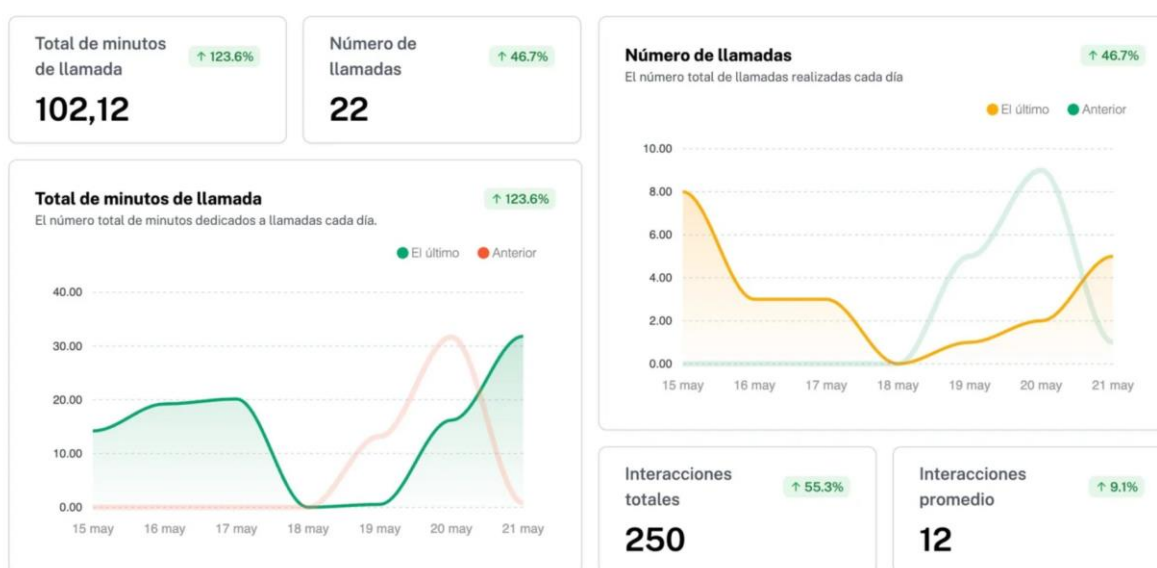 Total de minutos
de llamada
↑ 123.6%
102,12
Número de
llamadas
↑ 46.7%
22
Total de minutos de llamada
↑ 123.6%
El número total de minutos dedicados a llamadas cada día.
El último Anterior
40.00
30.00
20.00
10.00
0.00
15 may 16 may 17 may 18 may 19 may 20 may 21 may
Número de llamadas
↑ 46.7%
El número total de llamadas realizadas cada día
El último Anterior
10.00
8.00
6.00
4.00
2.00
0.00
15 may 16 may 17 may 18 may 19 may 20 may 21 may
Interacciones
totales
↑ 55.3%
250
Interacciones
promedio
↑ 9.1%
12